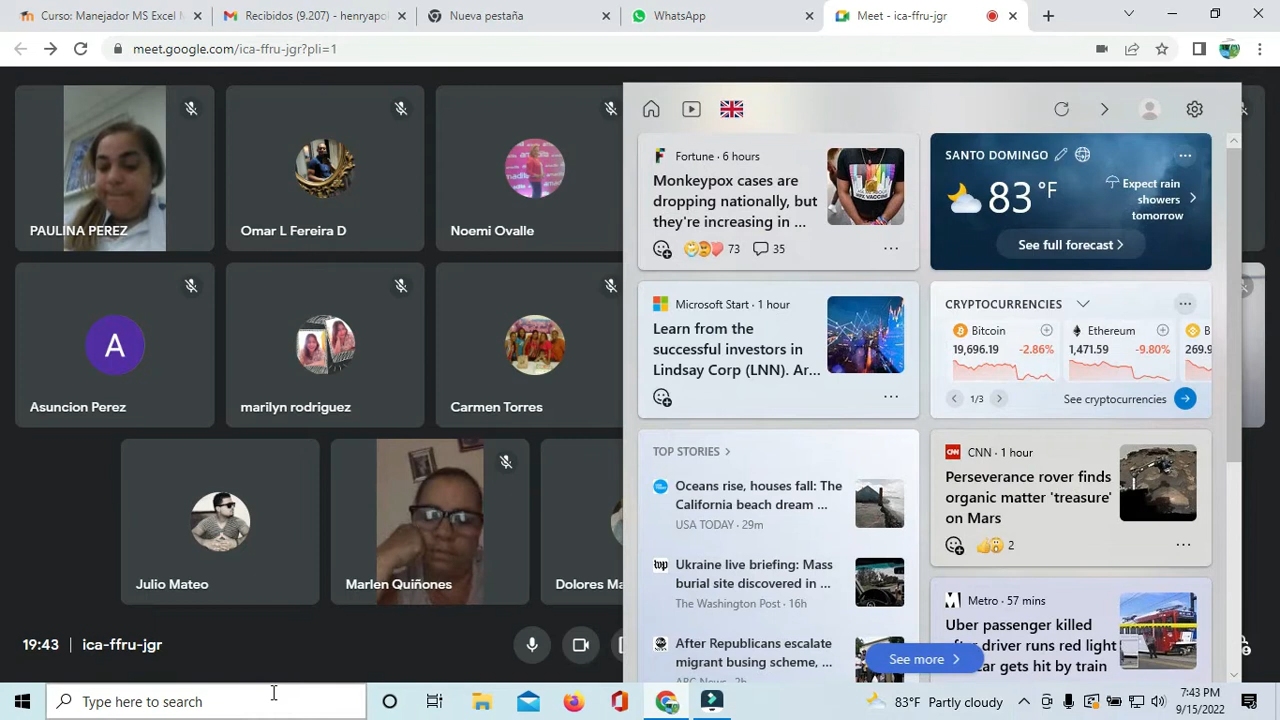 Curso: Manejador MS Excel M
Recibidos (9.207) - henryapol
Nueva pestaña
WhatsApp
Meet - ica-ffru-jgr
meet.google.com/ica-ffru-jgr?pli=1
PAULINA PEREZ
Omar L Fereira D
Noemi Ovalle
A
Asuncion Perez
marilyn rodriguez
Carmen Torres
Julio Mateo
Marlen Quiñones
Dolores Ma
19:43
ica-ffru-jgr
Fortune · 6 hours
Monkeypox cases are
dropping nationally, but
they're increasing in ...
73
35
SANTO DOMINGO
83 °F
Expect rain
showers
tomorrow
See full forecast
Microsoft Start · 1 hour
Learn from the
successful investors in
Lindsay Corp (LNN). Ar...
CRYPTOCURRENCIES
Bitcoin
19,696.19 -2.86%
Ethereum
1,471.59 -9.80%
B
269.9
1/3
See cryptocurrencies
TOP STORIES
Oceans rise, houses fall: The
California beach dream ...
USA TODAY · 29m
Ukraine live briefing: Mass
burial site discovered in ...
The Washington Post · 16h
After Republicans escalate
migrant busing scheme, ...
CNN · 1 hour
Perseverance rover finds
organic matter 'treasure'
on Mars
2
Metro · 57 mins
Uber passenger killed
after driver runs red light
car gets hit by train
See more
Type here to search
83°F Partly cloudy
7:43 PM
9/15/2022